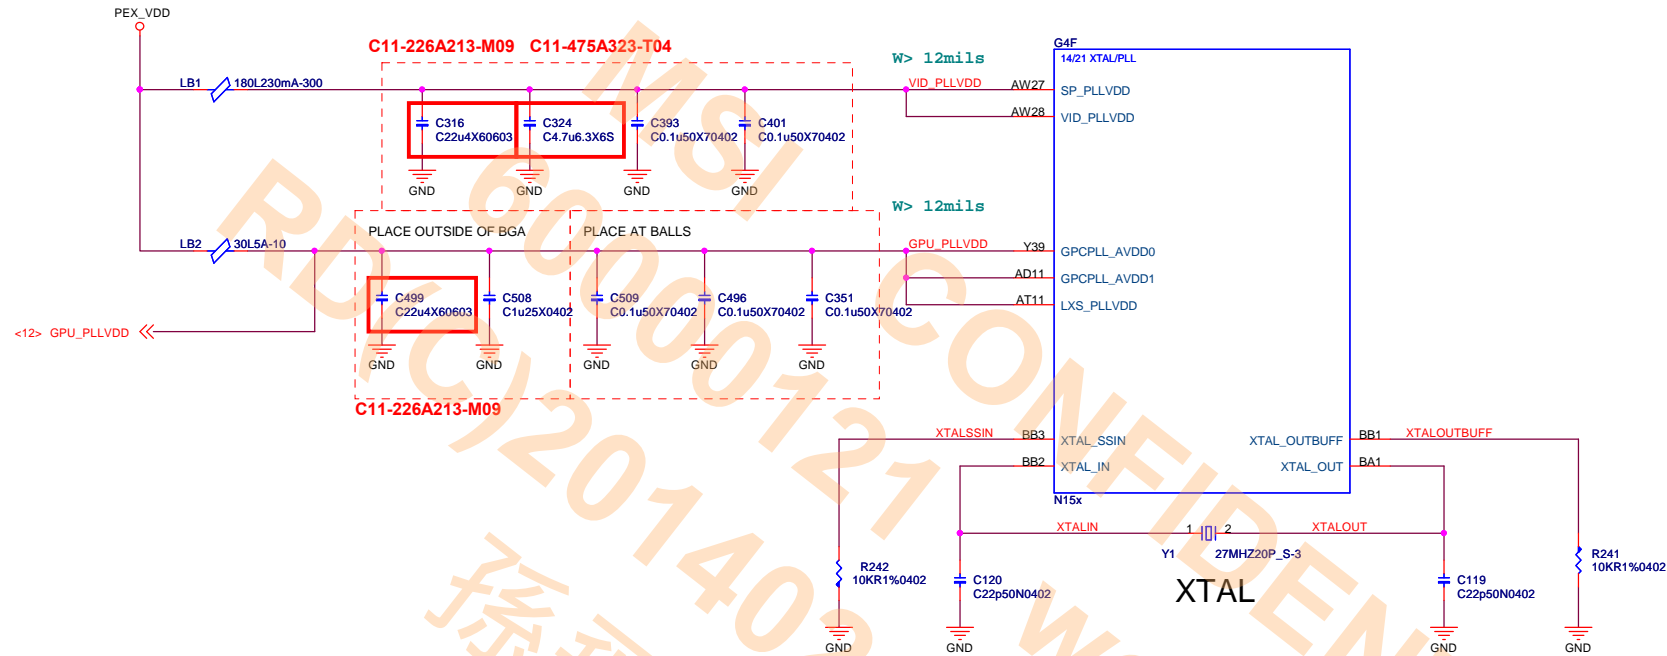 PEX_VDD
C11-226A213-M09 C11-475A323-T04
W> 12mils
G4F
14/21 XTAL/PLL
LB1 180L230mA-300
VID_PLLVDD AW27 SP_PLLVDD
AW28 VID_PLLVDD
C316
C22u4X60603
C324
C4.7u6.3X6S
C393
C0.1u50X70402
C401
C0.1u50X70402
GND GND GND GND
W> 12mils
PLACE OUTSIDE OF BGA PLACE AT BALLS
LB2 30L5A-10
GPU_PLLVDD Y39 GPCPLL_AVDD0
AD11 GPCPLL_AVDD1
AT11 LXS_PLLVDD
C499
C22u4X60603
C508
C1u25X0402
C509
C0.1u50X70402
C496
C0.1u50X70402
C351
C0.1u50X70402
<12> GPU_PLLVDD
GND GND GND GND GND
C11-226A213-M09
XTALSSIN BB3 XTAL_SSIN
BB2 XTAL_IN
XTAL_OUTBUFF BB1 XTALOUTBUFF
XTAL_OUT BA1
N15x
XTALIN 1 2 XTALOUT
Y1 27MHZ20P_S-3
XTAL
R242
10KR1%0402
C120
C22p50N0402
C119
C22p50N0402
R241
10KR1%0402
GND GND GND GND
MSI CONFIDEN
60000121
RD(C)201402